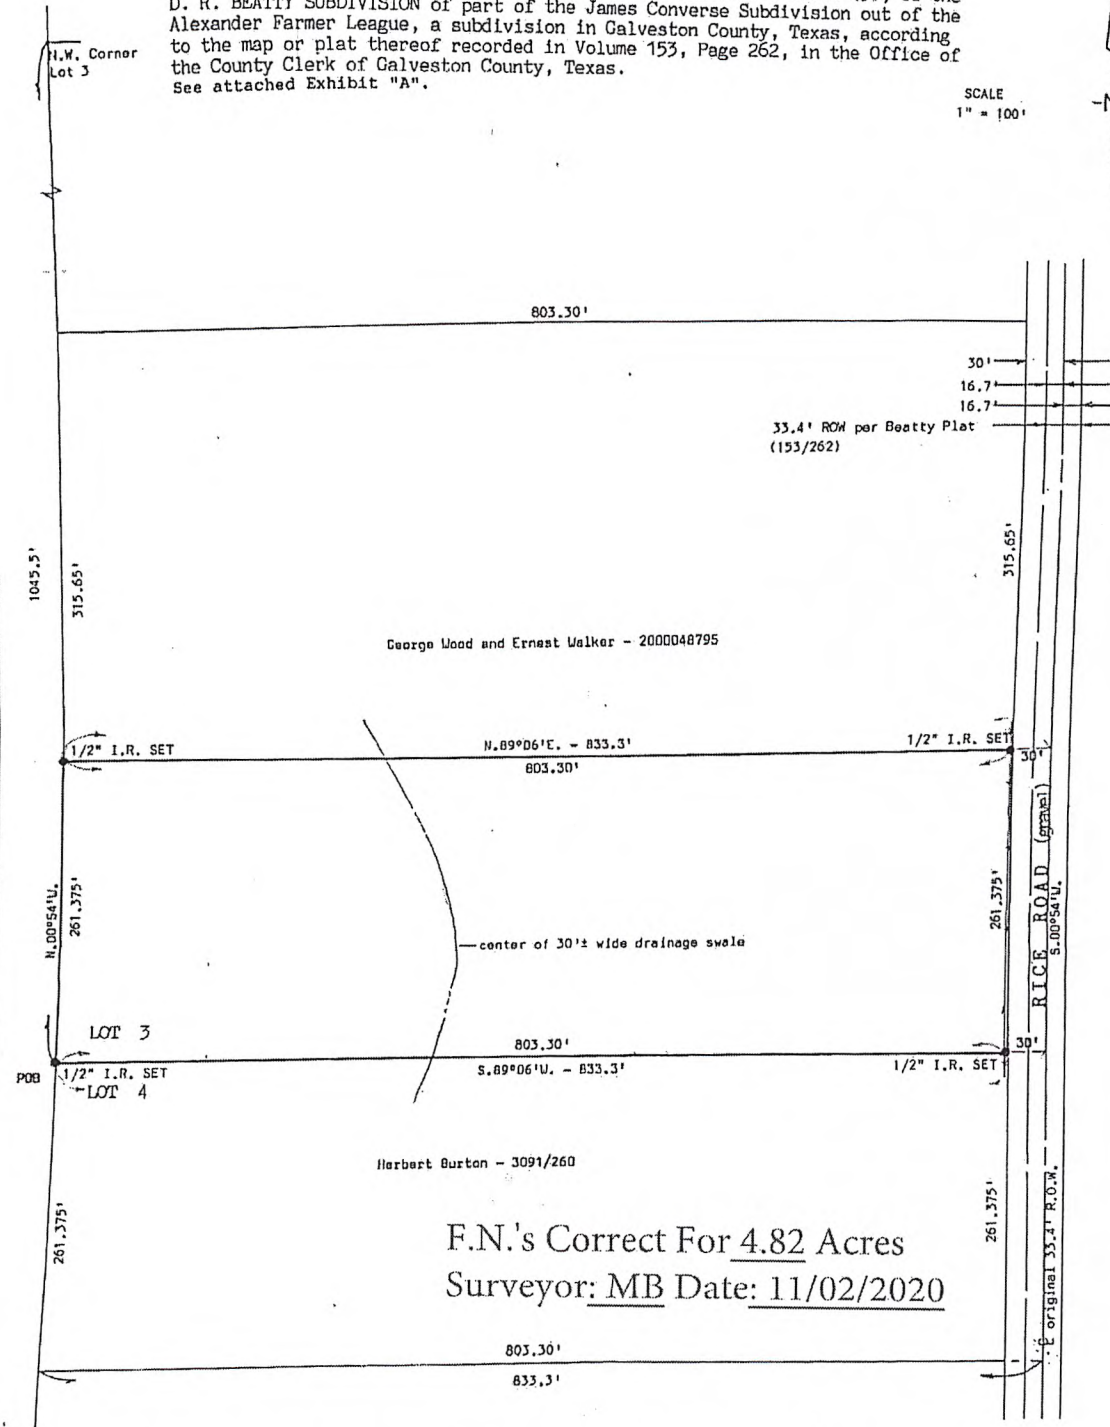 D. R. BEATTY SUBDIVISION of part of the James Converse Subdivision out of the
Alexander Farmer League, a subdivision in Galveston County, Texas, according
to the map or plat thereof recorded in Volume 153, Page 262, in the Office of
the County Clerk of Galveston County, Texas.
See attached Exhibit "A".
N.W. Cornor
Lot 3
SCALE
1" = 100'
803.30'
30'
16.7'
16.7'
33.4' ROW per Beatty Plat
(153/262)
1045.5'
315.65'
315.65'
George Wood and Ernest Walker - 2000048795
1/2" I.R. SET
N.89°06'E. - 833.3'
803.30'
1/2" I.R. SET
30'
N.00°54'W.
261.375'
center of 30'± wide drainage swale
261.375'
RICE ROAD (gravel)
S.00°54'W.
LOT 3
803.30'
30'
POB
1/2" I.R. SET
S.89°06'W. - 833.3'
1/2" I.R. SET
LOT 4
Herbert Burton - 3091/260
261.375'
261.375'
F.N.'s Correct For 4.82 Acres
Surveyor: MB Date: 11/02/2020
original 33.4' R.O.W.
803.30'
833.3'